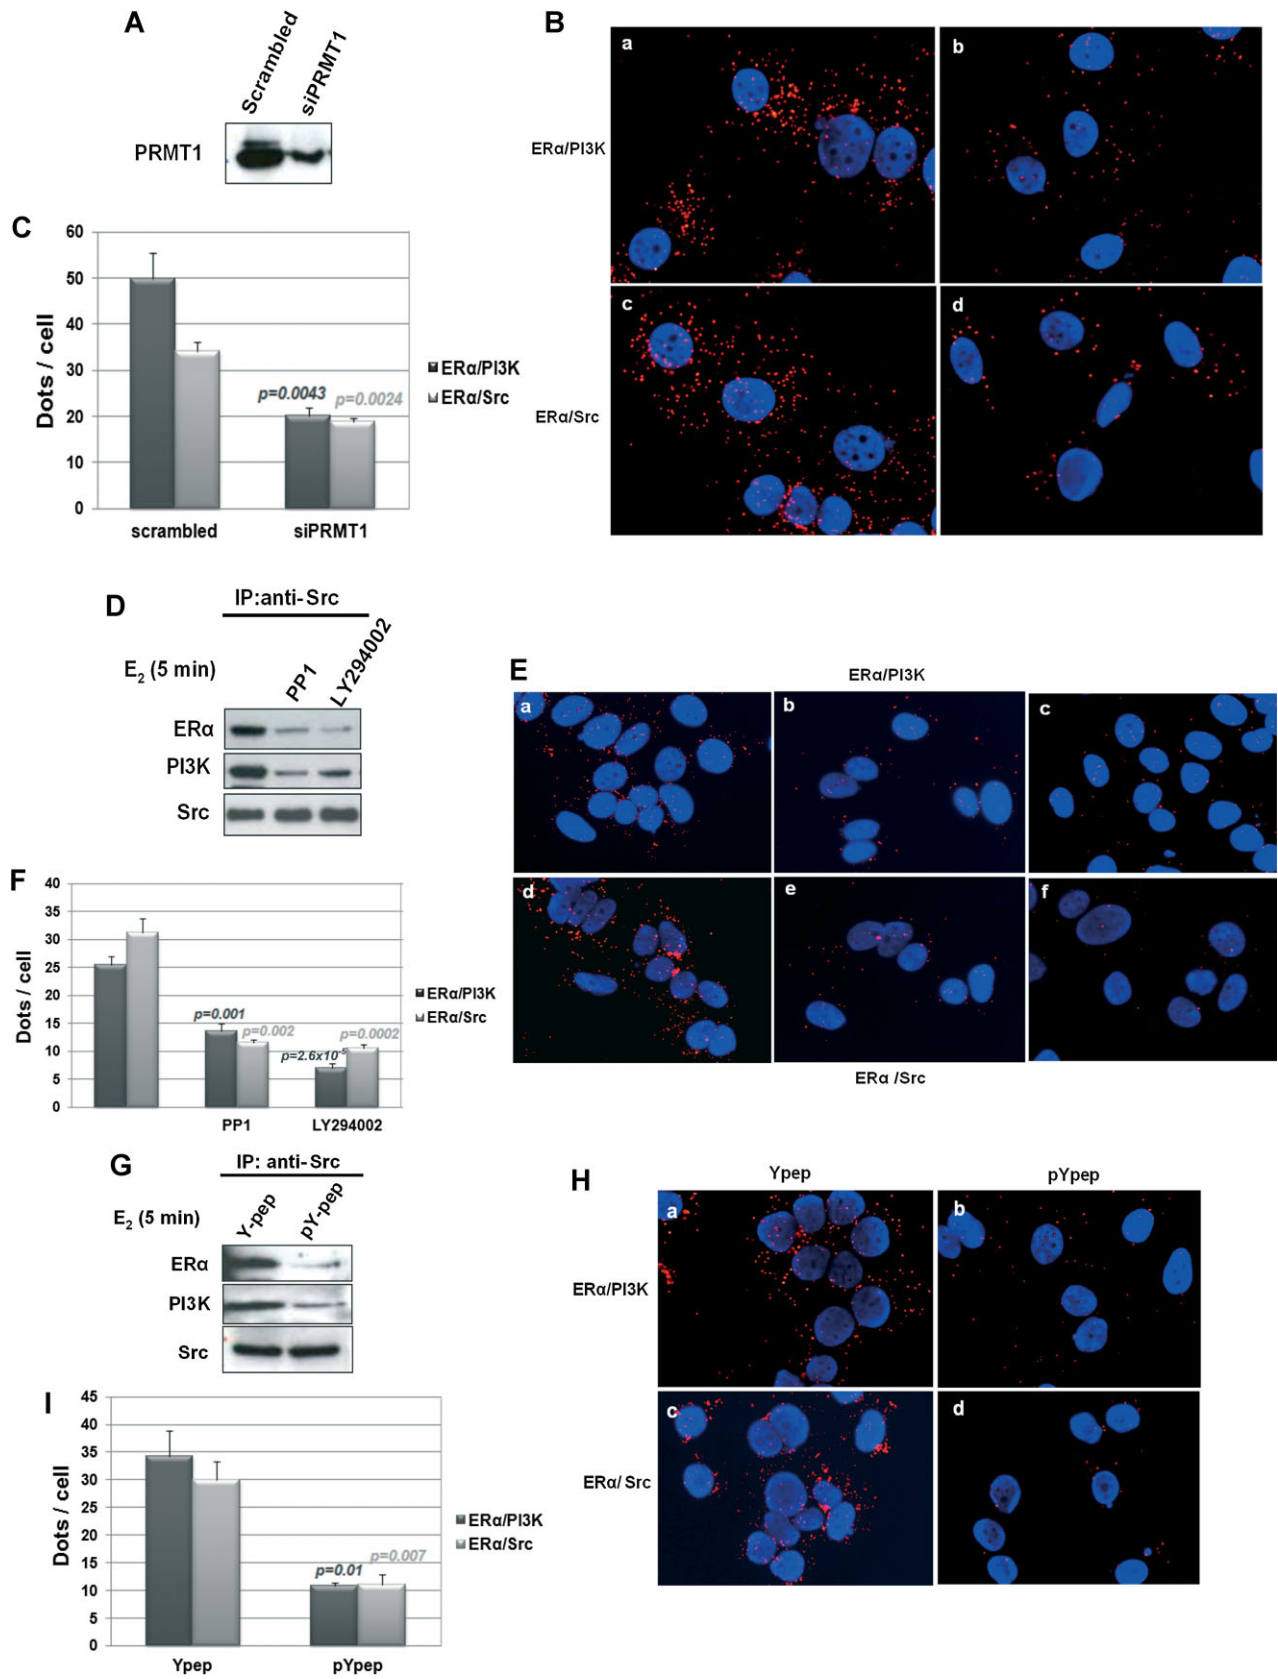 A
Scrambled
siPRMT1
PRMT1
B
a
b
ERα/PI3K
c
d
ERα/Src
C
60
50
40
30
20
10
0
Dots / cell
p=0.0043
p=0.0024
ERα/PI3K
ERα/Src
scrambled
siPRMT1
D
IP:anti-Src
E₂ (5 min)
PP1
LY294002
ERα
PI3K
Src
E
ERα/PI3K
a
b
c
d
e
f
ERα /Src
F
40
35
30
25
20
15
10
5
0
Dots / cell
p=0.001
p=0.002
p=2.6x10⁻⁵
p=0.0002
ERα/PI3K
ERα/Src
PP1
LY294002
G
IP: anti-Src
E₂ (5 min)
Y-pep
pY-pep
ERα
PI3K
Src
H
Ypep
pYpep
a
b
ERα/PI3K
c
d
ERα/ Src
I
45
40
35
30
25
20
15
10
5
0
Dots / cell
p=0.01
p=0.007
ERα/PI3K
ERα/Src
Ypep
pYpep